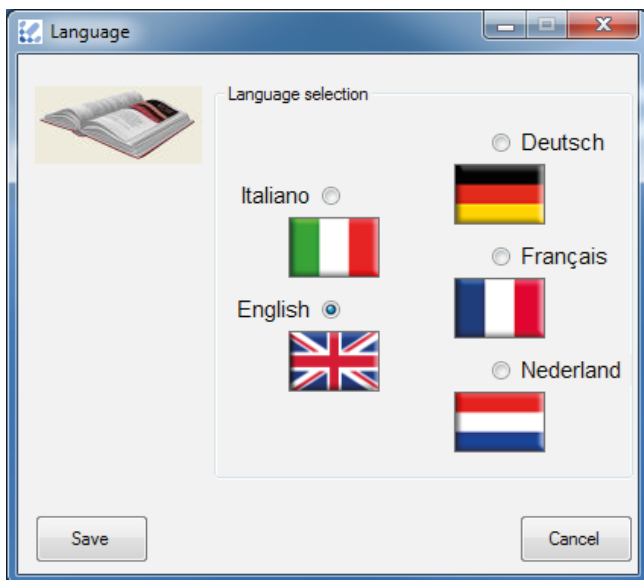 Language
Language selection
Italiano
English
Deutsch
Français
Nederland
Save
Cancel